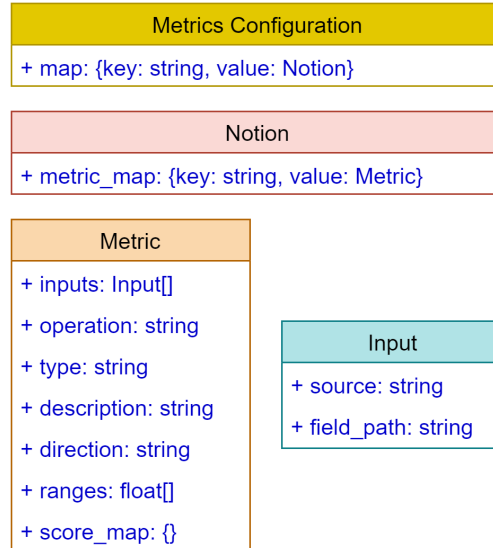 Metrics Configuration
+ map: {key: string, value: Notion}
Notion
+ metric_map: {key: string, value: Metric}
Metric
+ inputs: Input[]
+ operation: string
+ type: string
+ description: string
+ direction: string
+ ranges: float[]
+ score_map: {}
Input
+ source: string
+ field_path: string